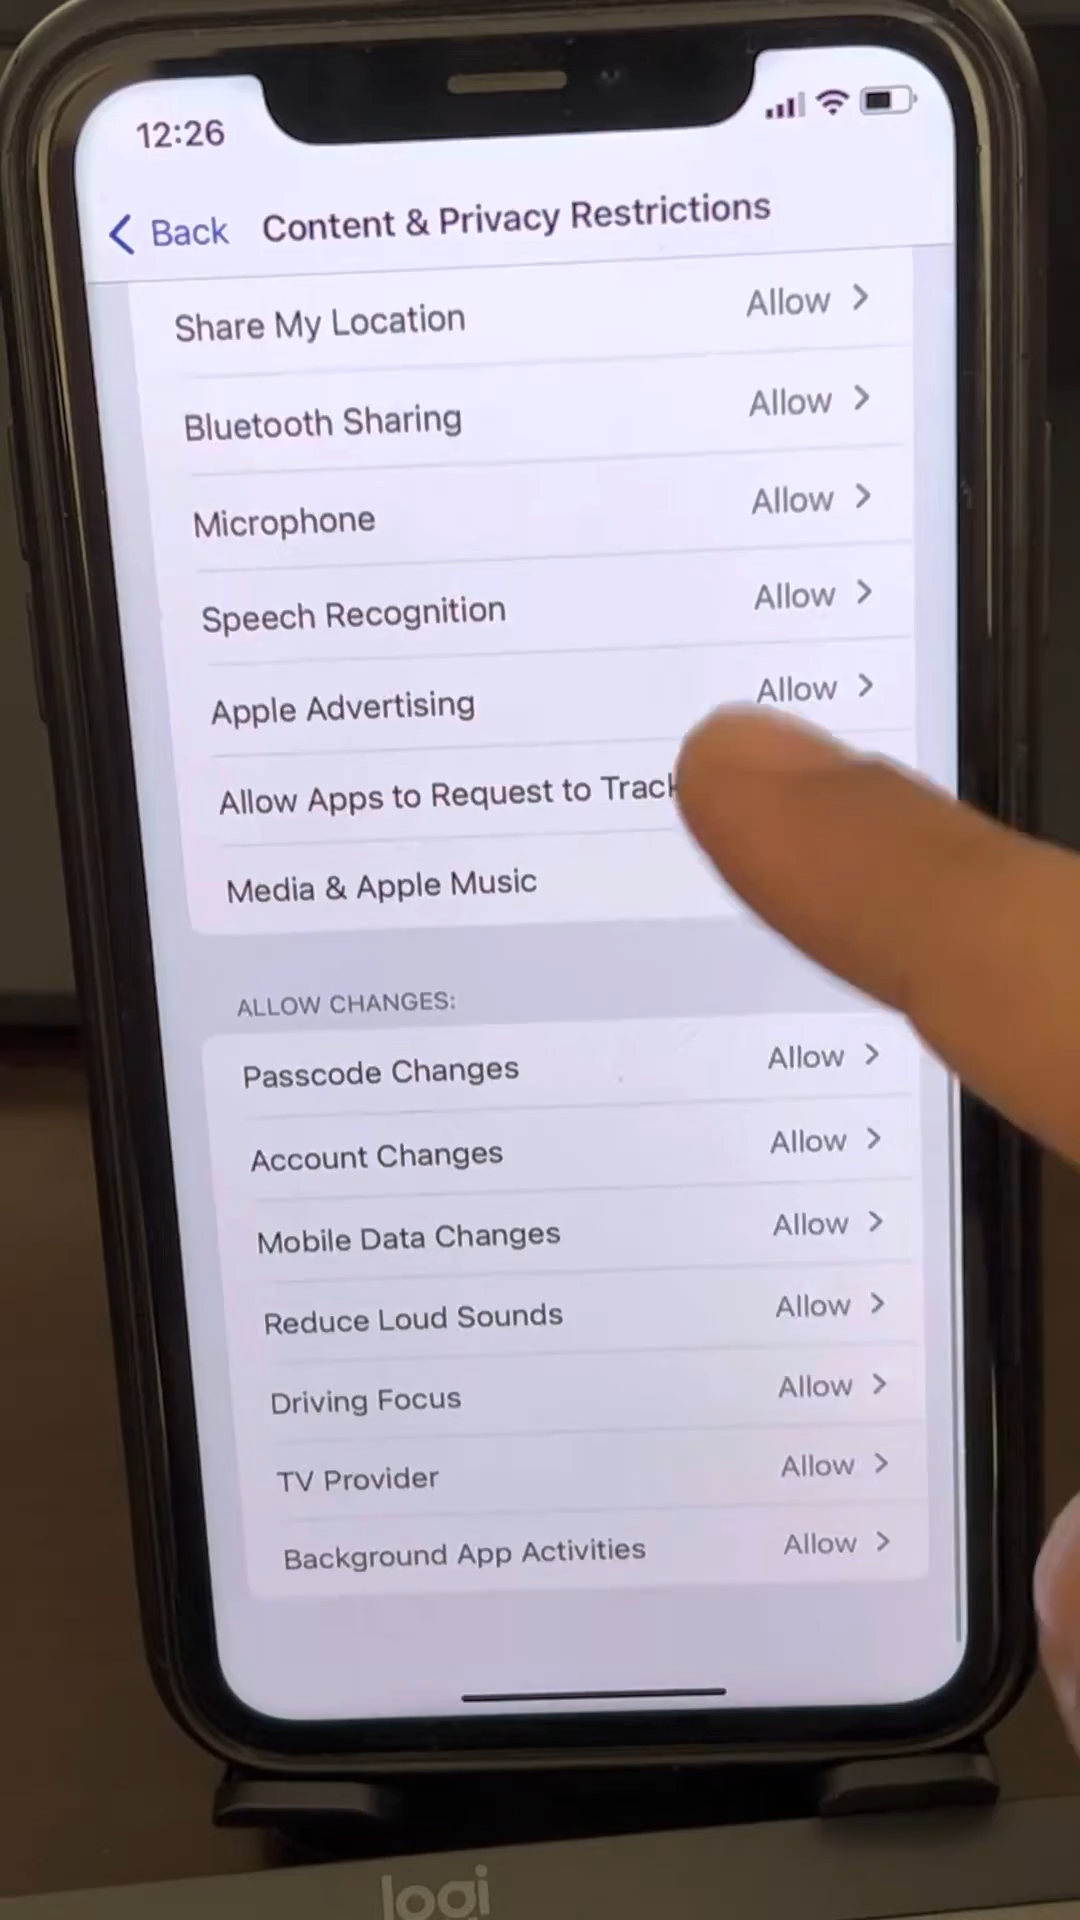 12:26
Back Content & Privacy Restrictions
Share My Location Allow
Bluetooth Sharing Allow
Microphone Allow
Speech Recognition Allow
Apple Advertising Allow
Allow Apps to Request to Track
Media & Apple Music
ALLOW CHANGES:
Passcode Changes Allow
Account Changes Allow
Mobile Data Changes Allow
Reduce Loud Sounds Allow
Driving Focus Allow
TV Provider Allow
Background App Activities Allow
logi